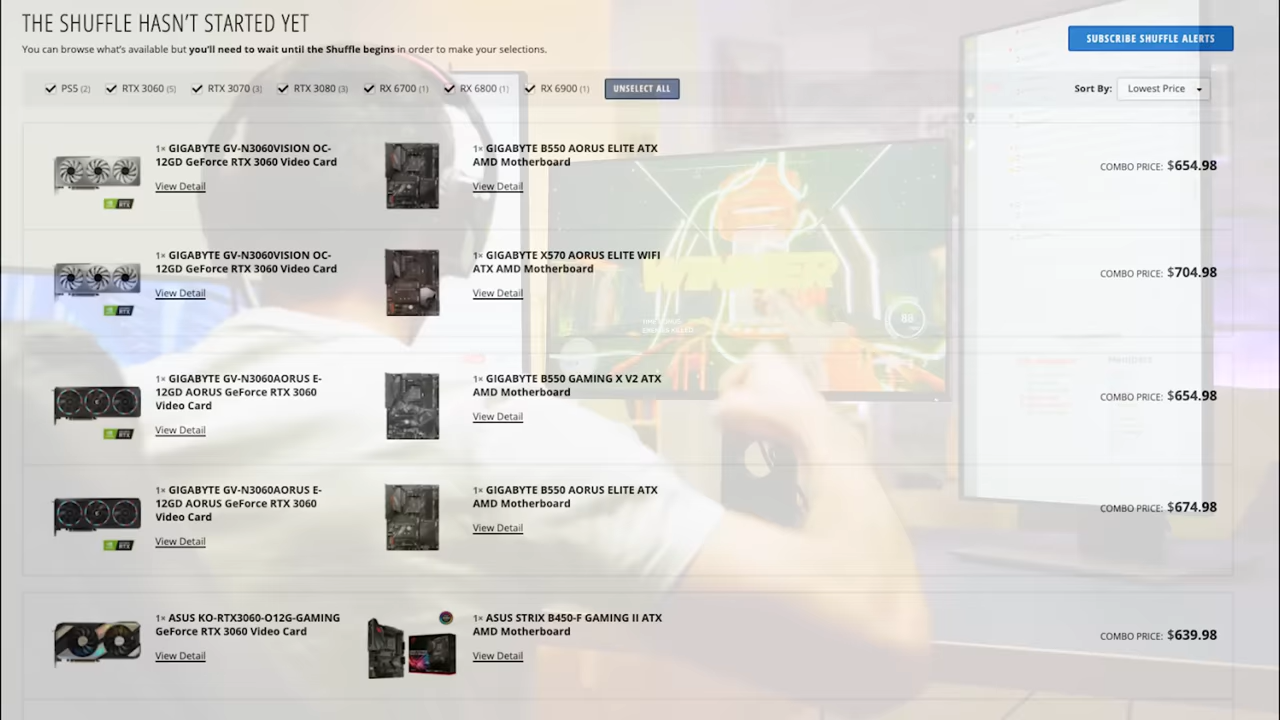 THE SHUFFLE HASN'T STARTED YET
You can browse what's available but you'll need to wait until the Shuffle begins in order to make your selections.
SUBSCRIBE SHUFFLE ALERTS
PS5 (2) RTX 3060 (5) RTX 3070 (3) RTX 3080 (3) RX 6700 (1) RX 6800 (1) RX 6900 (1) UNSELECT ALL
Sort By: Lowest Price
1× GIGABYTE GV-N3060VISION OC-
12GD GeForce RTX 3060 Video Card
View Detail
1× GIGABYTE B550 AORUS ELITE ATX
AMD Motherboard
View Detail
COMBO PRICE: $654.98
1× GIGABYTE GV-N3060VISION OC-
12GD GeForce RTX 3060 Video Card
View Detail
1× GIGABYTE X570 AORUS ELITE WIFI
ATX AMD Motherboard
View Detail
COMBO PRICE: $704.98
WINNER
86
1× GIGABYTE GV-N3060AORUS E-
12GD AORUS GeForce RTX 3060
Video Card
View Detail
1× GIGABYTE B550 GAMING X V2 ATX
AMD Motherboard
View Detail
COMBO PRICE: $654.98
1× GIGABYTE GV-N3060AORUS E-
12GD AORUS GeForce RTX 3060
Video Card
View Detail
1× GIGABYTE B550 AORUS ELITE ATX
AMD Motherboard
View Detail
COMBO PRICE: $674.98
1× ASUS KO-RTX3060-O12G-GAMING
GeForce RTX 3060 Video Card
View Detail
1× ASUS STRIX B450-F GAMING II ATX
AMD Motherboard
View Detail
COMBO PRICE: $639.98